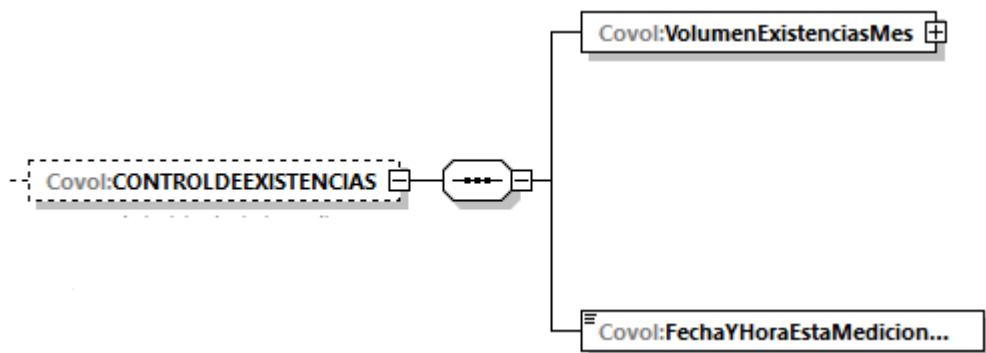 Covol:VolumenExistenciasMes
Covol:CONTROLDEEXISTENCIAS
Covol:FechaYHoraEstaMedicion...